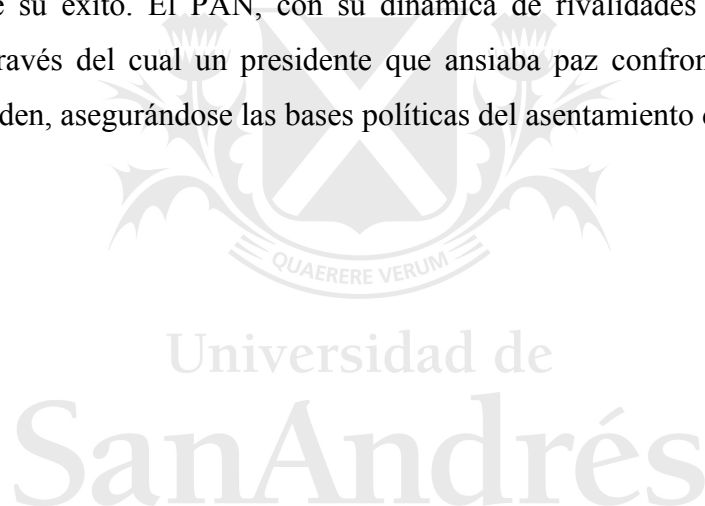 e su éxito. El PAN, con su dinámica de rivalidades
ravés del cual un presidente que ansiaba paz confron
den, asegurándose las bases políticas del asentamiento
QUAERERE VERUM
Universidad de
SanAndrés